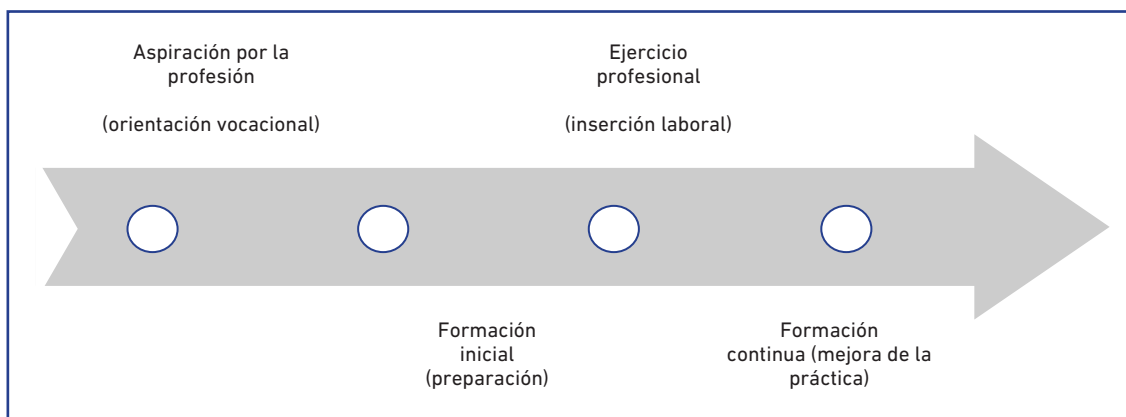 Aspiración por la
profesión
(orientación vocacional)
Ejercicio
profesional
(inserción laboral)
Formación
inicial
(preparación)
Formación
continua (mejora de la
práctica)